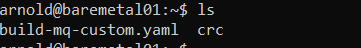 arnold@baremetal01:~$ ls
build-mq-custom.yaml  crc